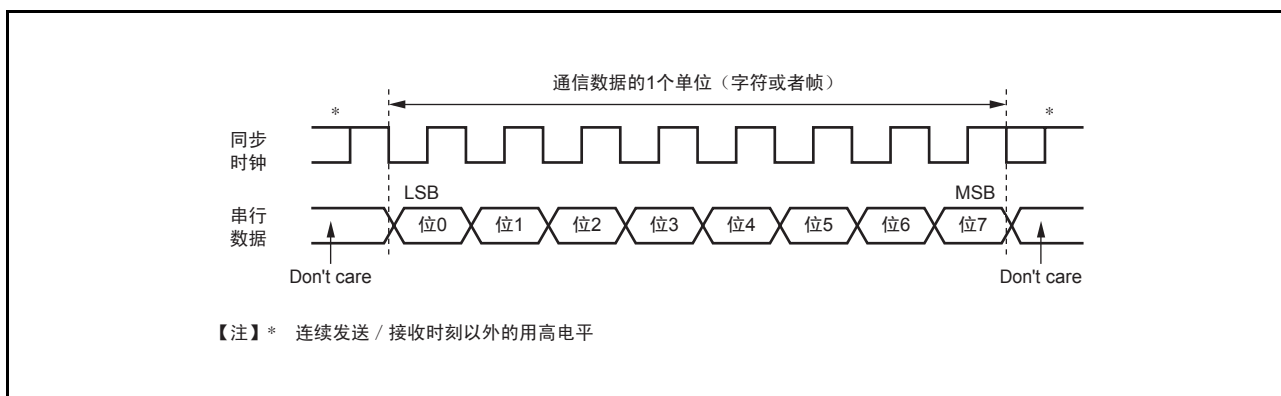 通信数据的1个单位（字符或者帧）
* *
同步
时钟
LSB MSB
串行
数据
位0 位1 位2 位3 位4 位5 位6 位7
Don't care Don't care
【注】* 连续发送 / 接收时刻以外的用高电平